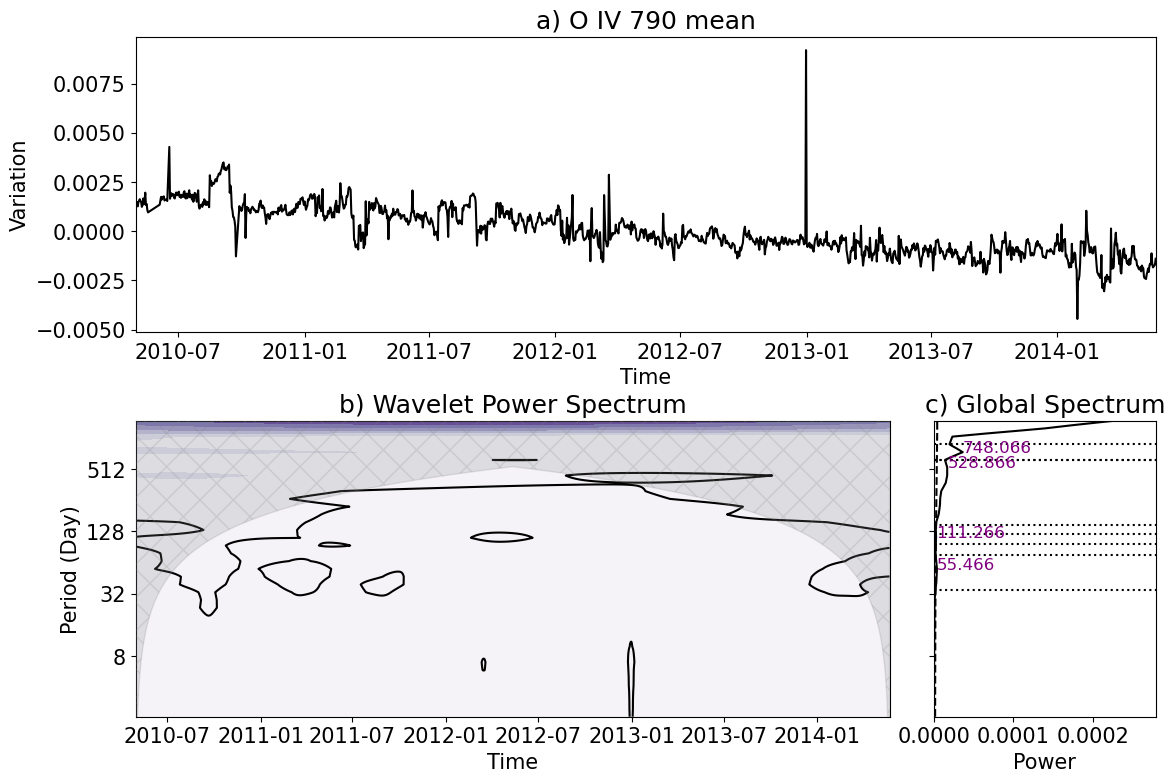 a) O IV 790 mean
Variation
0.0075
0.0050
0.0025
0.0000
−0.0025
−0.0050
2010-07 2011-01 2011-07 2012-01 2012-07 2013-01 2013-07 2014-01
Time
b) Wavelet Power Spectrum
Period (Day)
512
128
32
8
2010-07 2011-01 2011-07 2012-01 2012-07 2013-01 2013-07 2014-01
Time
c) Global Spectrum
748.066
528.866
111.266
55.466
0.0000 0.0001 0.0002
Power